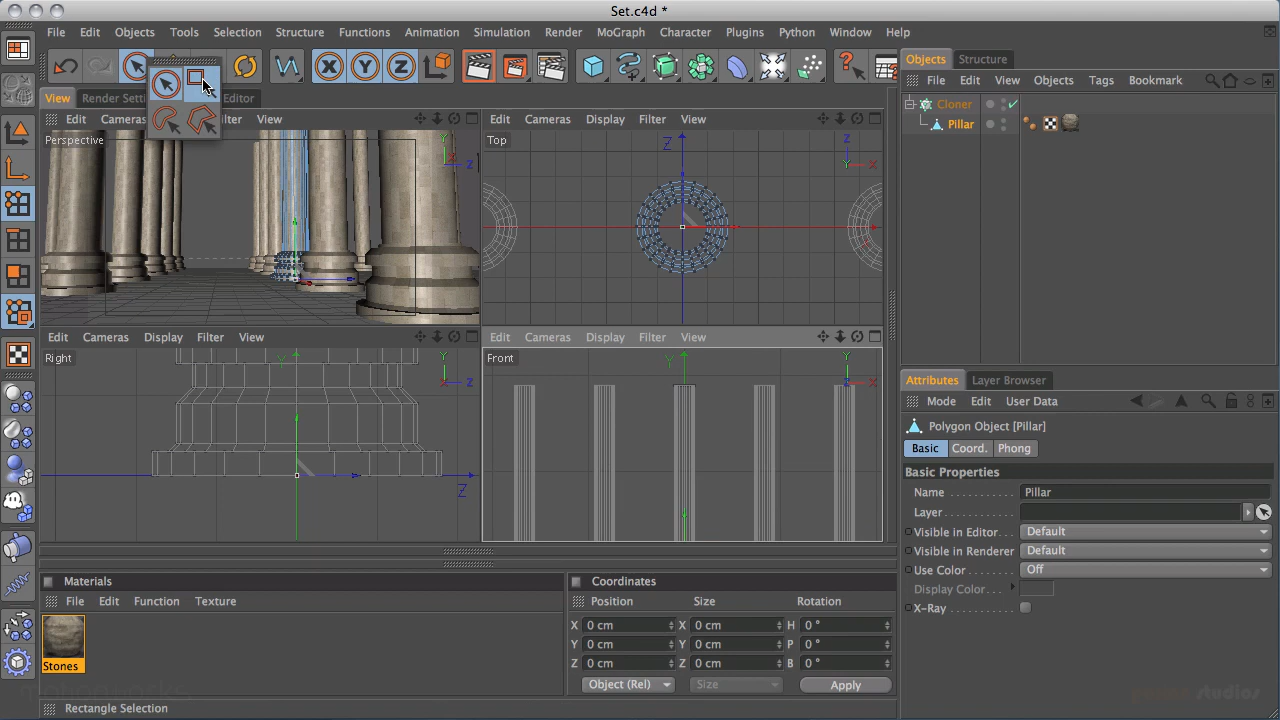 Set.c4d *
File Edit Objects Tools Selection Structure Functions Animation Simulation Render MoGraph Character Plugins Python Window Help
View Render Setti Editor
Edit Cameras lter View
Perspective
Edit Cameras Display Filter View
Top
Edit Cameras Display Filter View
Right
Edit Cameras Display Filter View
Front
Objects Structure
File Edit View Objects Tags Bookmark
Cloner
Pillar
Attributes Layer Browser
Mode Edit User Data
Polygon Object [Pillar]
Basic Coord. Phong
Basic Properties
Name Pillar
Layer
Visible in Editor Default
Visible in Renderer Default
Use Color Off
Display Color
X-Ray
Materials
File Edit Function Texture
Stones
Coordinates
Position Size Rotation
X 0 cm X 0 cm H 0 °
Y 0 cm Y 0 cm P 0 °
Z 0 cm Z 0 cm B 0 °
Object (Rel) Size Apply
Rectangle Selection